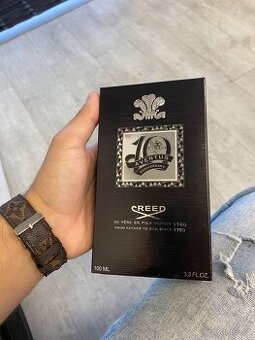 10
AVENTUS
ANNIVERSARY
CREED
DE PÈRE EN FILS DEPUIS 1760
FROM FATHER TO SON SINCE 1760
100 ML
3.3 FL.OZ